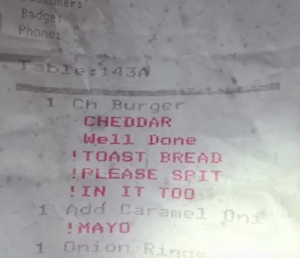 Customer:
Badge:
Phone:
Table:143A
1 Ch Burger
CHEDDAR
Well Done
!TOAST BREAD
!PLEASE SPIT
!IN IT TOO
1 Add Caramel Oni
!MAYO
1 Onion Rings